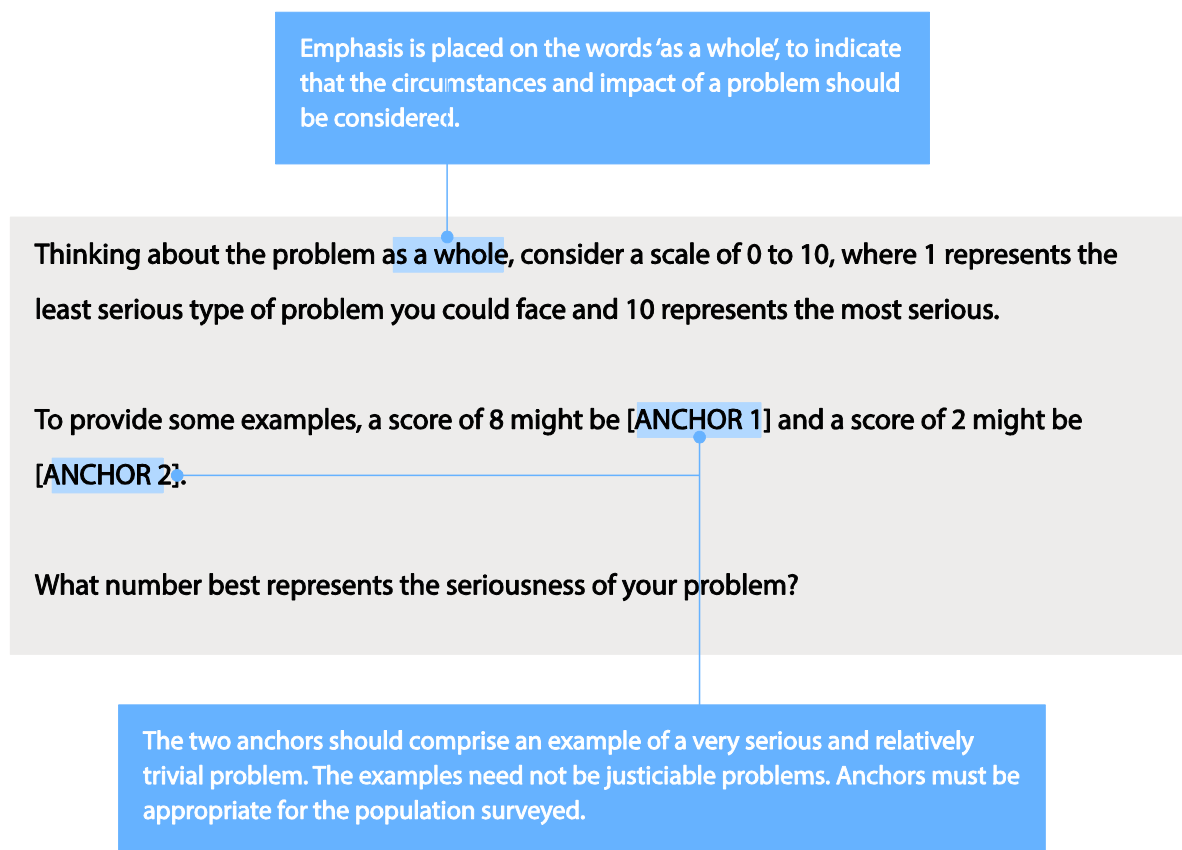 Emphasis is placed on the words ‘as a whole’, to indicate
that the circumstances and impact of a problem should
be considered.
Thinking about the problem as a whole, consider a scale of 0 to 10, where 1 represents the
least serious type of problem you could face and 10 represents the most serious.
To provide some examples, a score of 8 might be [ANCHOR 1] and a score of 2 might be
[ANCHOR 2].
What number best represents the seriousness of your problem?
The two anchors should comprise an example of a very serious and relatively
trivial problem. The examples need not be justiciable problems. Anchors must be
appropriate for the population surveyed.